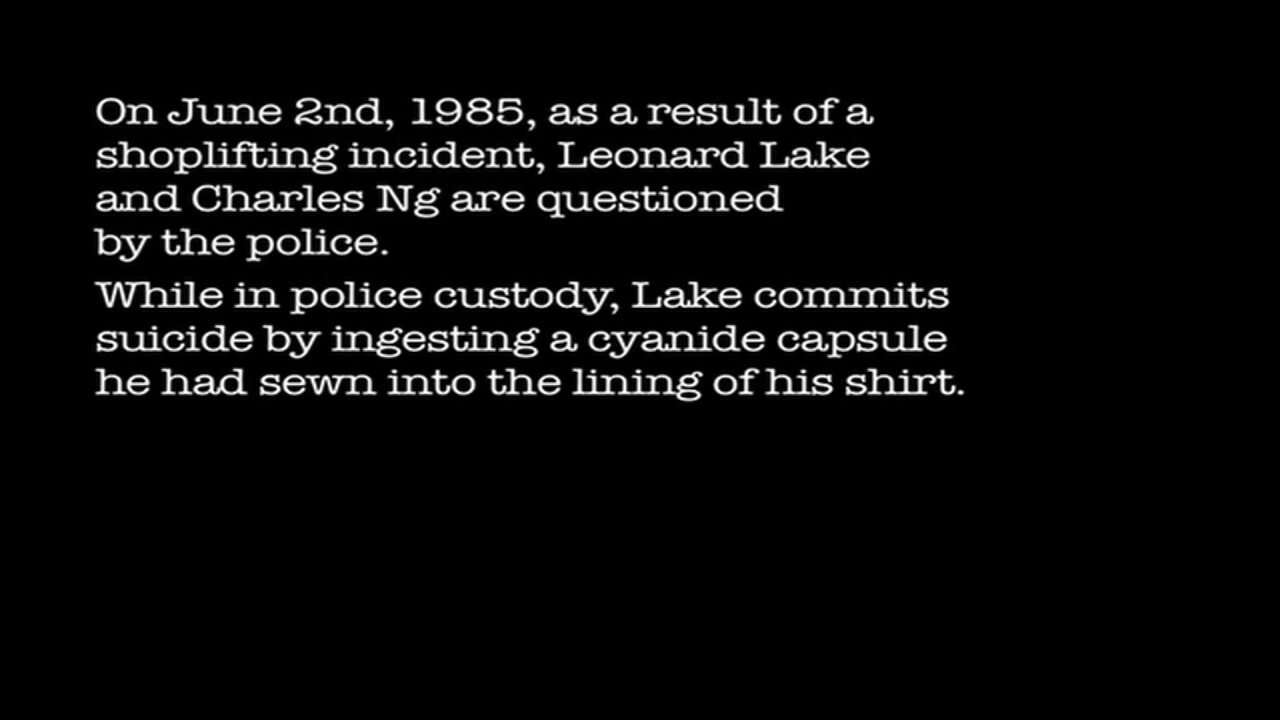 On June 2nd, 1985, as a result of a
shoplifting incident, Leonard Lake
and Charles Ng are questioned
by the police.
While in police custody, Lake commits
suicide by ingesting a cyanide capsule
he had sewn into the lining of his shirt.